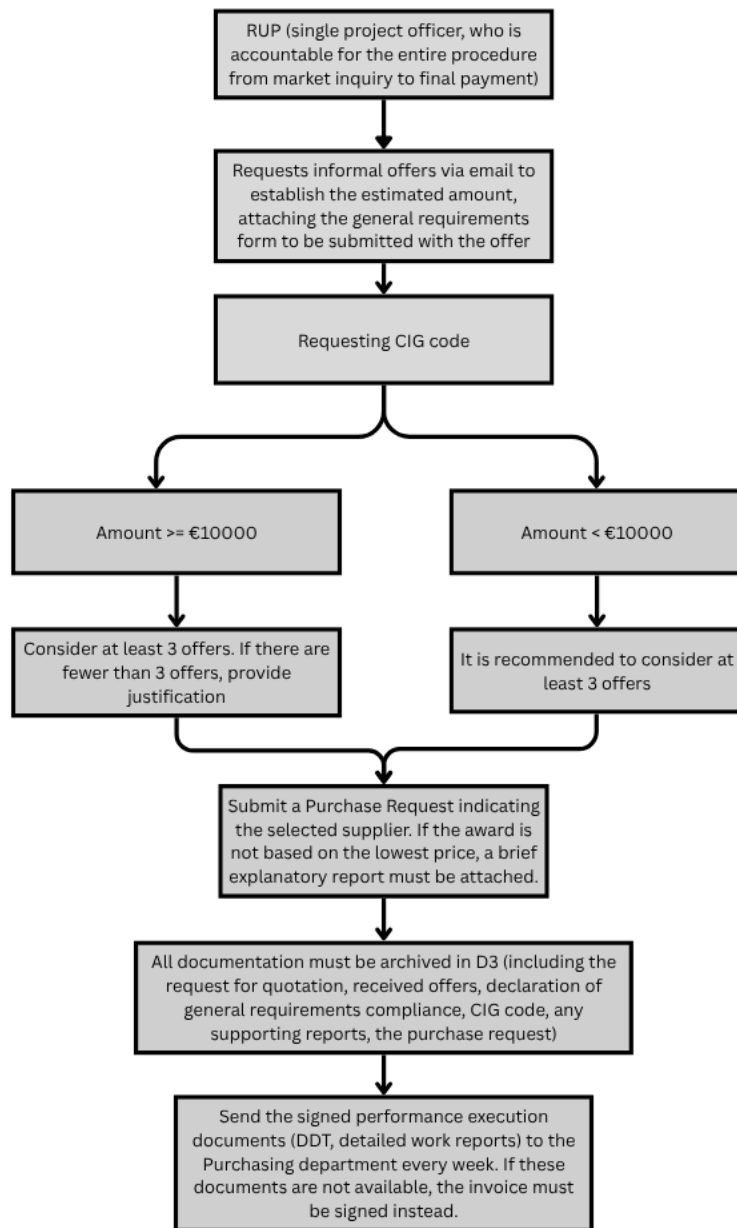 RUP (single project officer, who is
accountable for the entire procedure
from market inquiry to final payment)
Requests informal offers via email to
establish the estimated amount,
attaching the general requirements
form to be submitted with the offer
Requesting CIG code
Amount >= €10000
Amount < €10000
Consider at least 3 offers. If there are
fewer than 3 offers, provide
justification
It is recommended to consider at
least 3 offers
Submit a Purchase Request indicating
the selected supplier. If the award is
not based on the lowest price, a brief
explanatory report must be attached.
All documentation must be archived in D3 (including the
request for quotation, received offers, declaration of
general requirements compliance, CIG code, any
supporting reports, the purchase request)
Send the signed performance execution
documents (DDT, detailed work reports) to the
Purchasing department every week. If these
documents are not available, the invoice must
be signed instead.